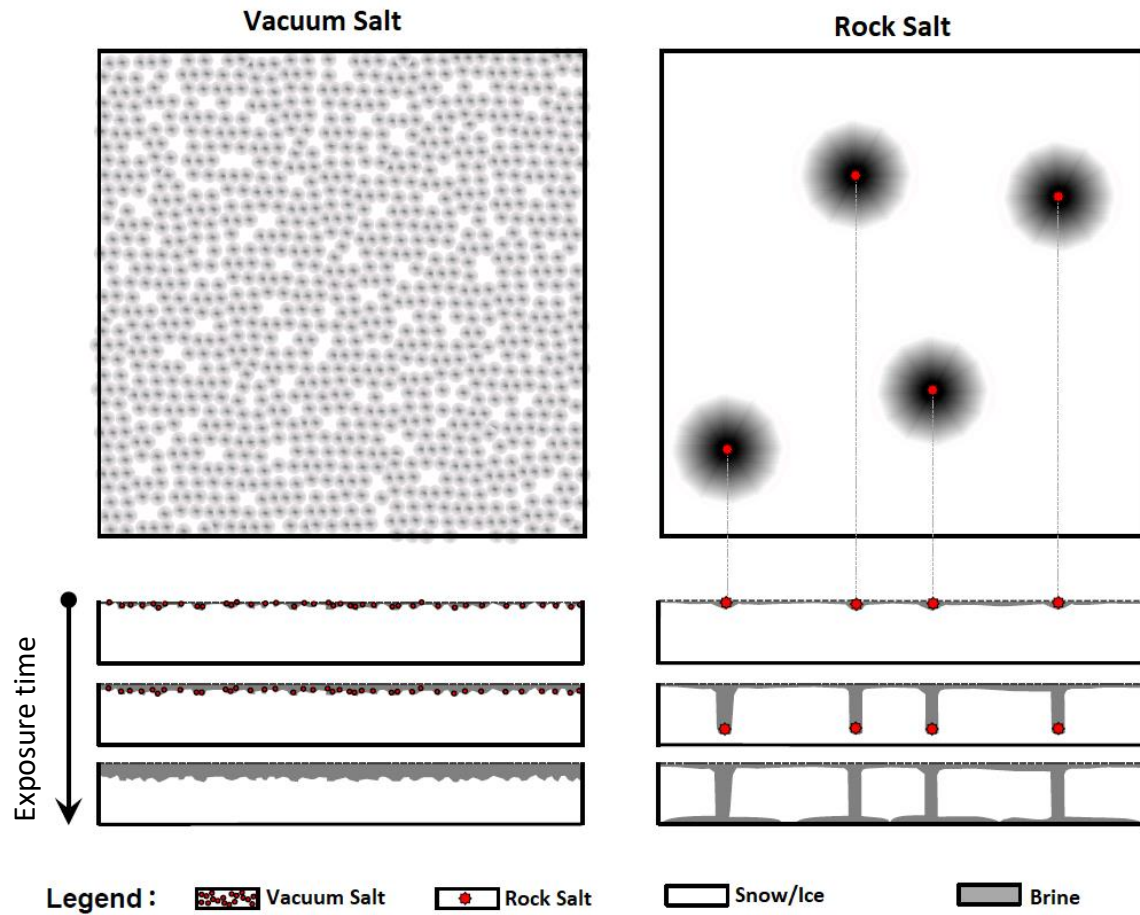 Vacuum Salt
Rock Salt
Exposure time
Legend :
Vacuum Salt
Rock Salt
Snow/Ice
Brine